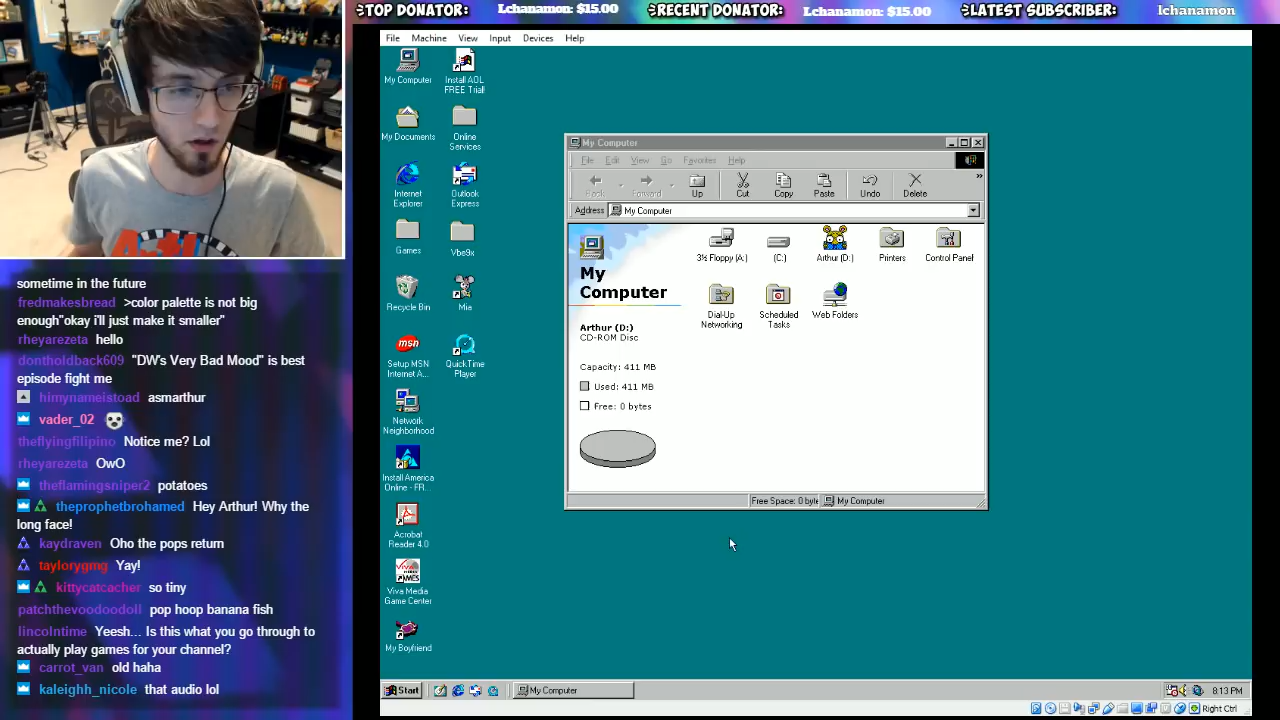 TOP DONATOR: Lchanamon: $15.00 RECENT DONATOR: Lchanamon: $15.00 LATEST SUBSCRIBER: lchanamon
File Machine View Input Devices Help
My Computer
Install AOL
FREE Trial!
My Documents
Online
Services
Internet
Explorer
Outlook
Express
Games
Vba9x
Recycle Bin
Mia
msn
Setup MSN
Internet A...
QuickTime
Player
Network
Neighborhood
Install America
Online - FR...
Acrobat
Reader 4.0
Viva Media
Game Center
My Boyfriend
My Computer
File Edit View Go Favorites Help
Back Forward Up Cut Copy Paste Undo Delete »
Address My Computer
My
Computer
Arthur (D:)
CD-ROM Disc
Capacity: 411 MB
Used: 411 MB
Free: 0 bytes
3½ Floppy (A:) (C:) Arthur (D:) Printers Control Panel
Dial-Up
Networking
Scheduled
Tasks
Web Folders
Free Space: 0 byte My Computer
Start My Computer 8:13 PM
Right Ctrl
sometime in the future
fredmakesbread >color palette is not big
enough"okay i'll just make it smaller"
rheyarezeta hello
dontholdback609 "DW's Very Bad Mood" is best
episode fight me
himynameistoad asmarthur
vader_02
theflyingfilipino Notice me? Lol
rheyarezeta OwO
theflamingsniper2 potatoes
theprophetbrohamed Hey Arthur! Why the
long face!
kaydraven Oho the pops return
taylorygmg Yay!
kittycatcacher so tiny
patchthevoodoodoll pop hoop banana fish
lincolntime Yeesh... Is this what you go through to
actually play games for your channel?
carrot_van old haha
kaleighh_nicole that audio lol